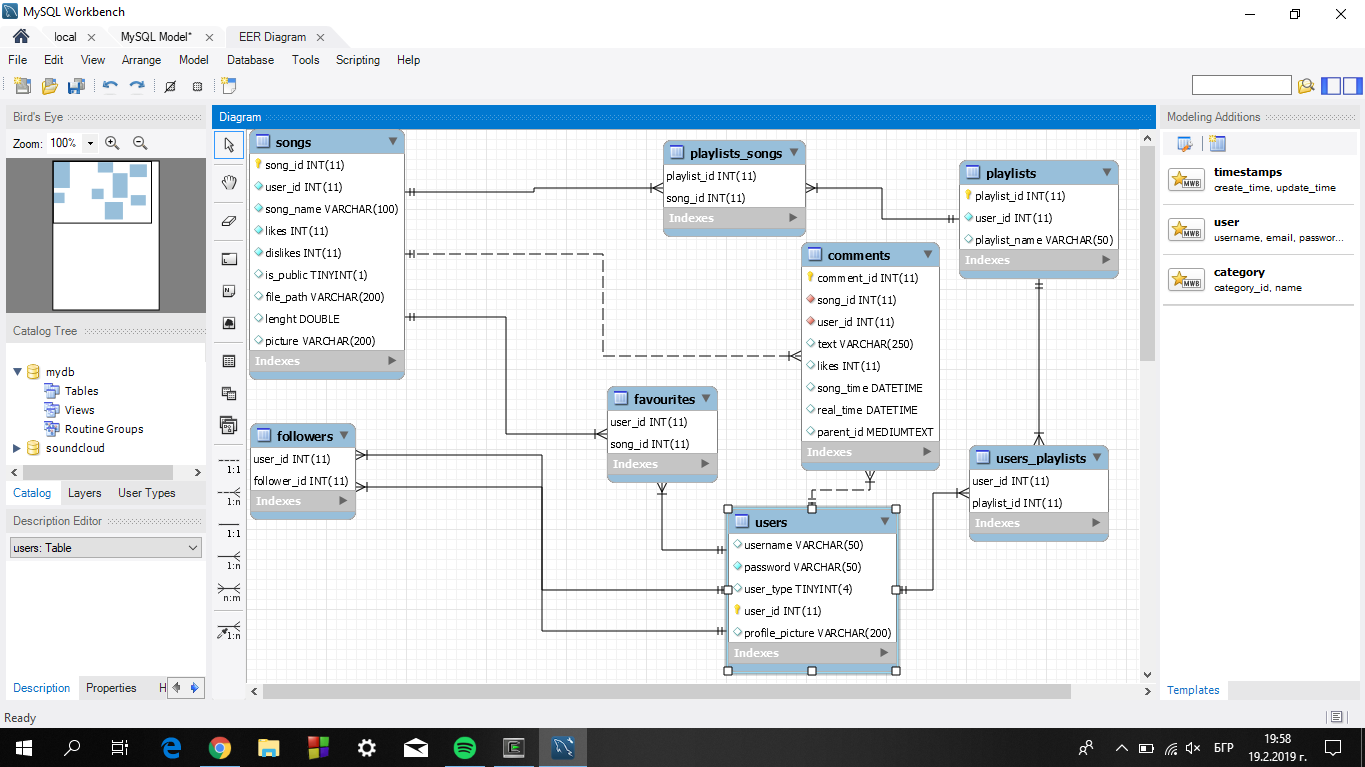 MySQL Workbench
local
MySQL Model*
EER Diagram
File Edit View Arrange Model Database Tools Scripting Help
Bird's Eye
Zoom: 100%
Catalog Tree
mydb
Tables
Views
Routine Groups
soundcloud
Catalog Layers User Types
Description Editor
users: Table
Description Properties H
Ready
Diagram
1:1
1:n
1:1
1:n
n:m
1:n
songs
song_id INT(11)
user_id INT(11)
song_name VARCHAR(100)
likes INT(11)
dislikes INT(11)
is_public TINYINT(1)
file_path VARCHAR(200)
lenght DOUBLE
picture VARCHAR(200)
Indexes
followers
user_id INT(11)
follower_id INT(11)
Indexes
playlists_songs
playlist_id INT(11)
song_id INT(11)
Indexes
favourites
user_id INT(11)
song_id INT(11)
Indexes
comments
comment_id INT(11)
song_id INT(11)
user_id INT(11)
text VARCHAR(250)
likes INT(11)
song_time DATETIME
real_time DATETIME
parent_id MEDIUMTEXT
Indexes
users
username VARCHAR(50)
password VARCHAR(50)
user_type TINYINT(4)
user_id INT(11)
profile_picture VARCHAR(200)
Indexes
playlists
playlist_id INT(11)
user_id INT(11)
playlist_name VARCHAR(50)
Indexes
users_playlists
user_id INT(11)
playlist_id INT(11)
Indexes
Modeling Additions
MWB
timestamps
create_time, update_time
MWB
user
username, email, passwor...
MWB
category
category_id, name
Templates
БГР
19:58
19.2.2019 г.